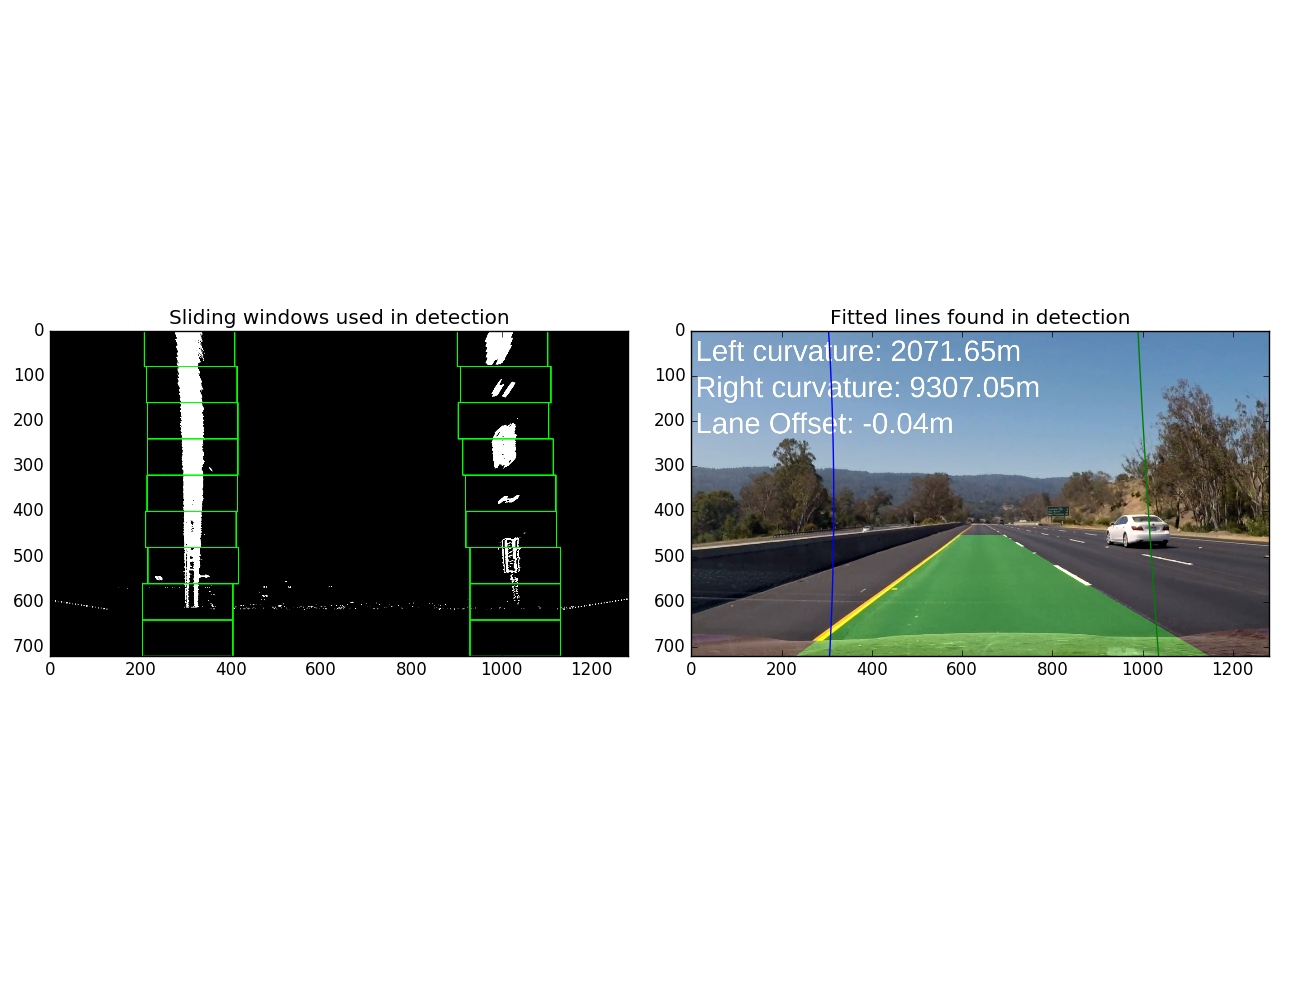 Sliding windows used in detection
0
100
200
300
400
500
600
700
0 200 400 600 800 1000 1200
Fitted lines found in detection
0
100
200
300
400
500
600
700
0 200 400 600 800 1000 1200
Left curvature: 2071.65m
Right curvature: 9307.05m
Lane Offset: -0.04m